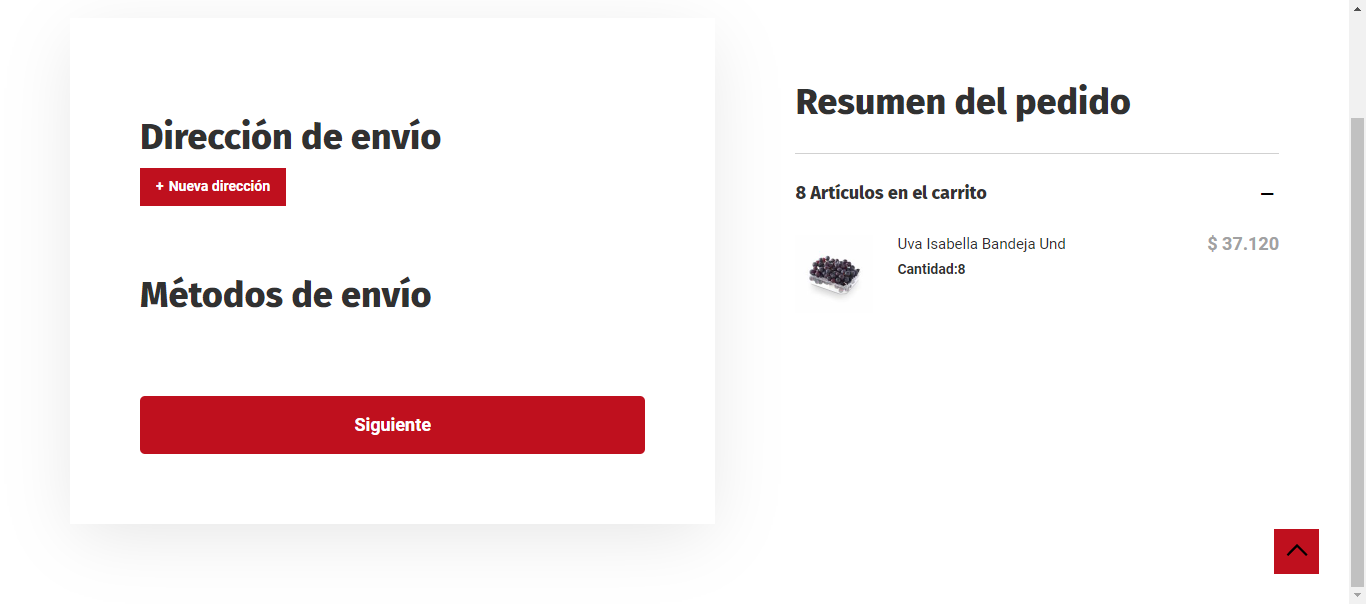 Dirección de envío
+ Nueva dirección
Métodos de envío
Siguiente
Resumen del pedido
8 Artículos en el carrito
Uva Isabella Bandeja Und
$ 37.120
Cantidad:8